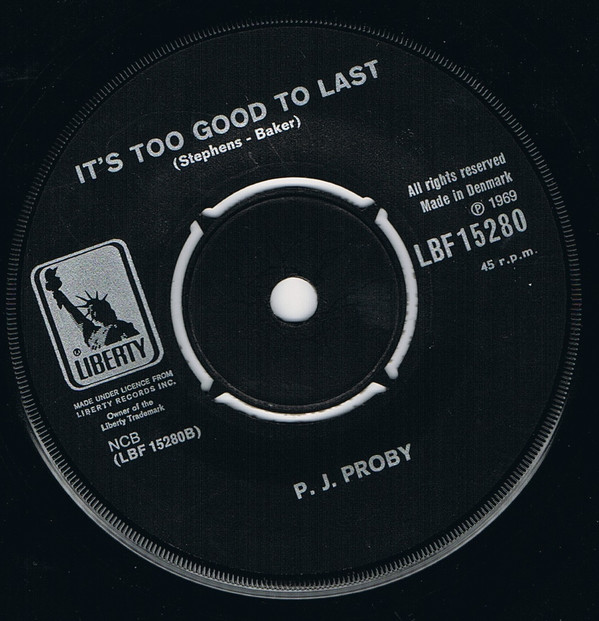 IT'S TOO GOOD TO LAST
(Stephens - Baker)
All rights reserved
Made in Denmark
℗ 1969
LBF 15280
45 r.p.m.
® LIBERTY
MADE UNDER LICENCE FROM
LIBERTY RECORDS INC.
Owner of the
Liberty Trademark
NCB
(LBF 15280B)
P. J. PROBY